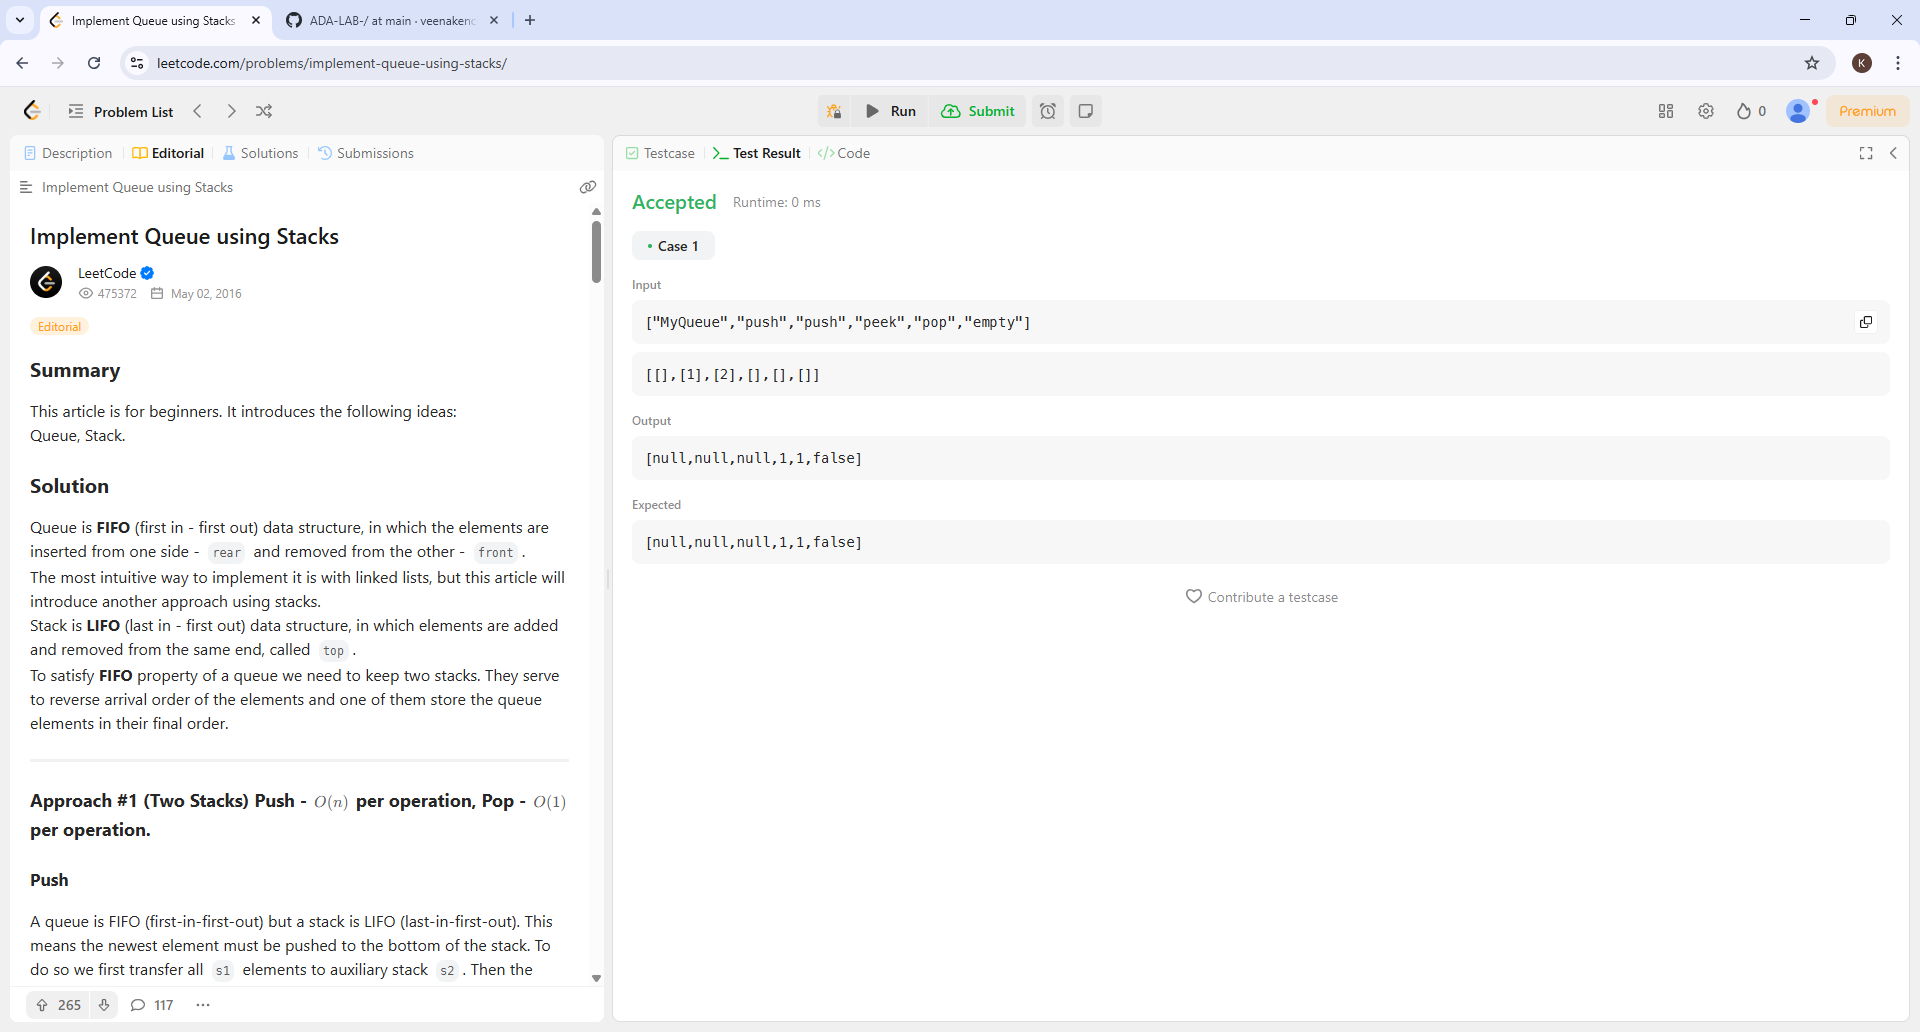 Implement Queue using Stacks
ADA-LAB-/ at main · veenakenc
leetcode.com/problems/implement-queue-using-stacks/
K
Problem List
Run
Submit
0
Premium
Description
Editorial
Solutions
Submissions
Implement Queue using Stacks
Implement Queue using Stacks
LeetCode
475372
May 02, 2016
Editorial
Summary
This article is for beginners. It introduces the following ideas:
Queue, Stack.
Solution
Queue is FIFO (first in - first out) data structure, in which the elements are
inserted from one side - rear and removed from the other - front .
The most intuitive way to implement it is with linked lists, but this article will
introduce another approach using stacks.
Stack is LIFO (last in - first out) data structure, in which elements are added
and removed from the same end, called top .
To satisfy FIFO property of a queue we need to keep two stacks. They serve
to reverse arrival order of the elements and one of them store the queue
elements in their final order.
Approach #1 (Two Stacks) Push - O(n) per operation, Pop - O(1)
per operation.
Push
A queue is FIFO (first-in-first-out) but a stack is LIFO (last-in-first-out). This
means the newest element must be pushed to the bottom of the stack. To
do so we first transfer all s1 elements to auxiliary stack s2 . Then the
265
117
Testcase
Test Result
Code
Accepted
Runtime: 0 ms
Case 1
Input
["MyQueue","push","push","peek","pop","empty"]
[[],[1],[2],[],[],[]]
Output
[null,null,null,1,1,false]
Expected
[null,null,null,1,1,false]
Contribute a testcase